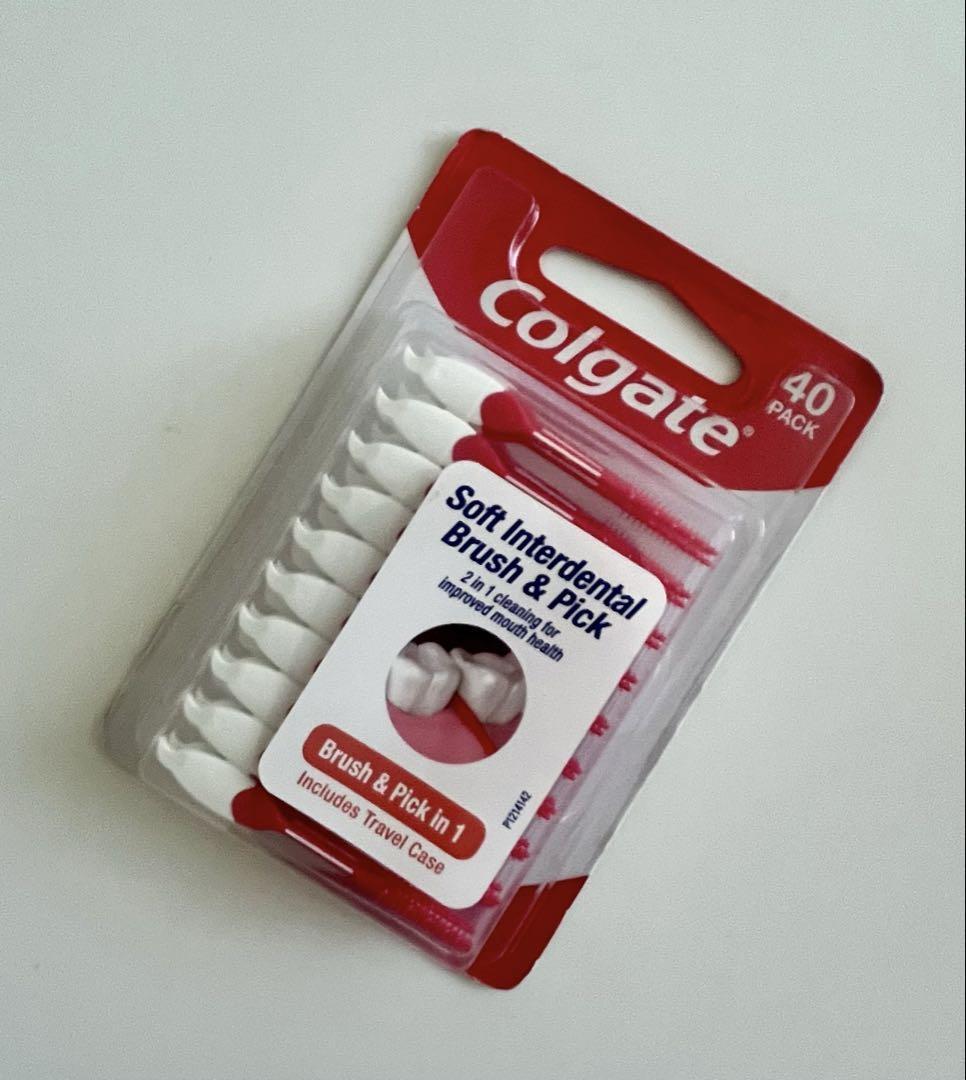 Colgate®
40
PACK
Soft Interdental
Brush & Pick
2 in 1 cleaning for
improved mouth health
Brush & Pick in 1
Includes Travel Case
P1214142